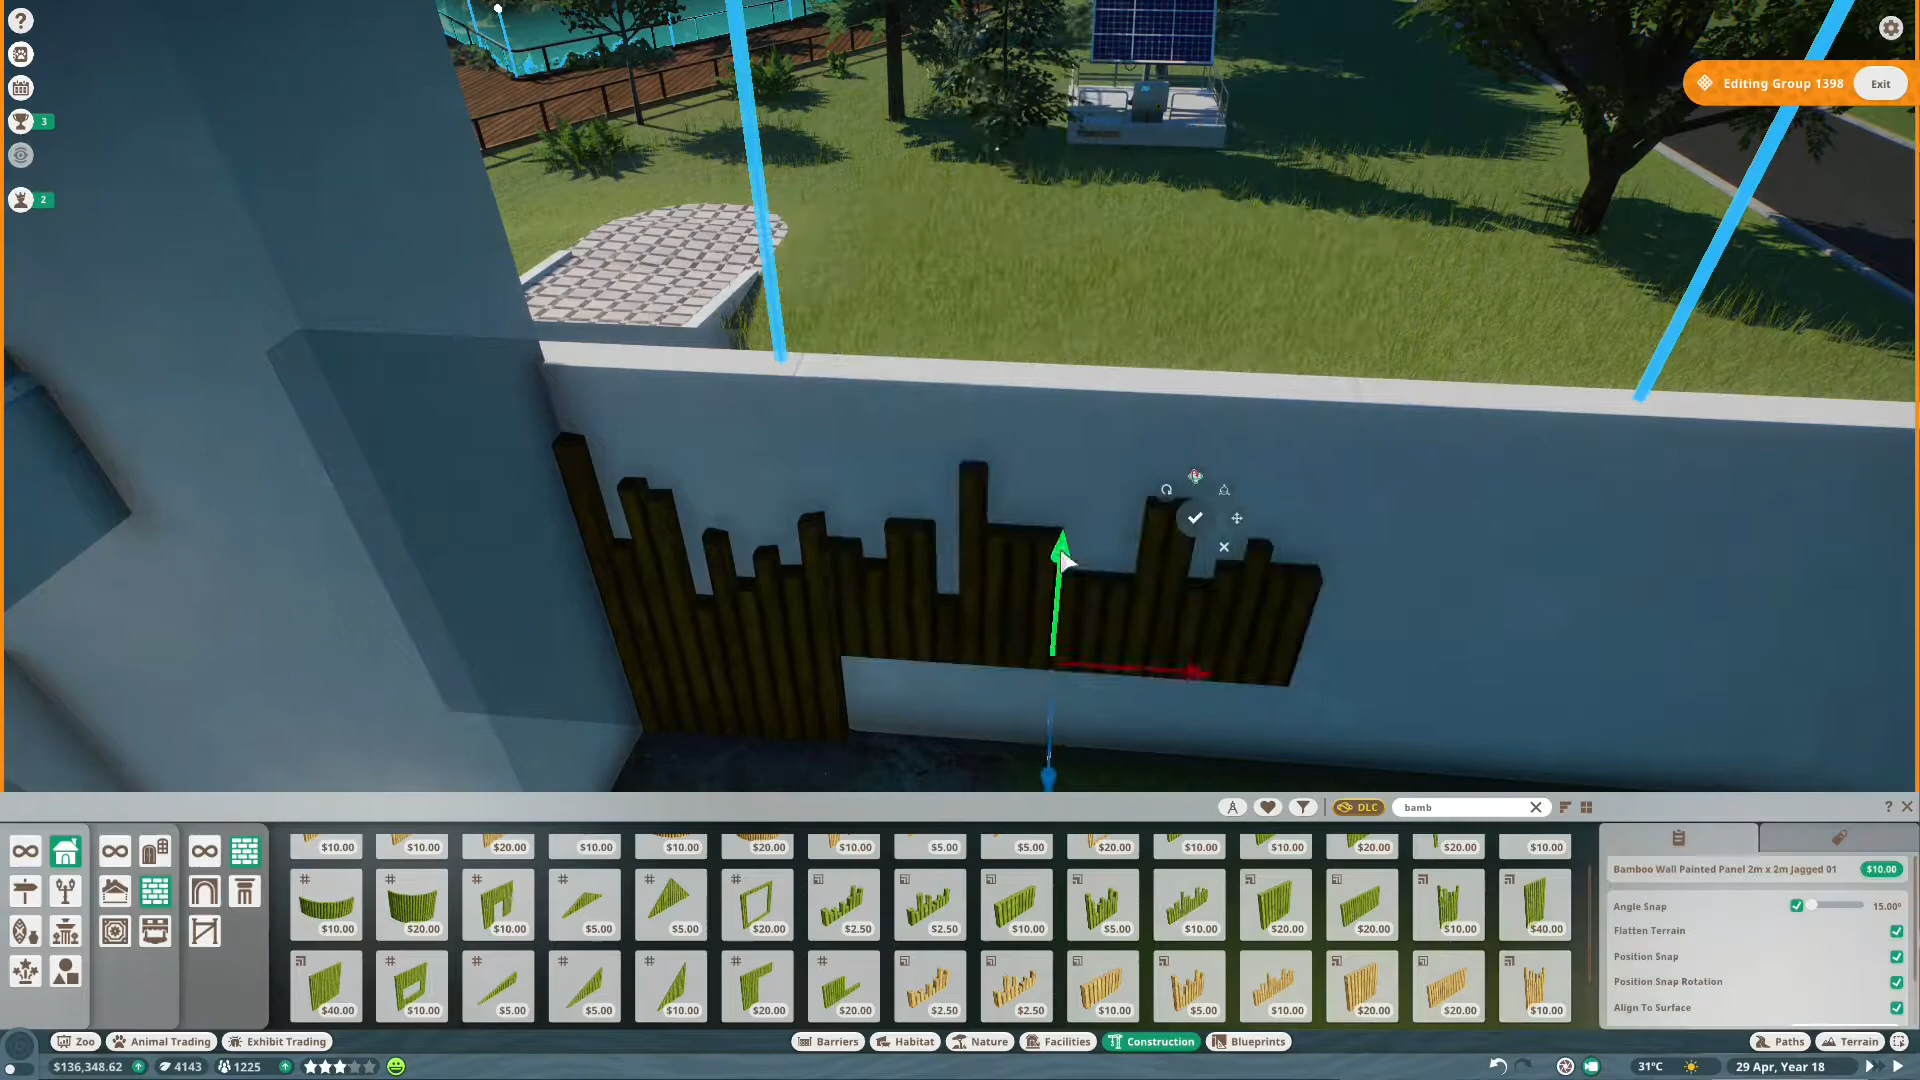 Editing Group 1398 Exit
3
2
DLC bamb
$10.00 $10.00 $20.00 $10.00 $10.00 $20.00 $10.00 $5.00 $5.00 $20.00 $10.00 $10.00 $20.00 $20.00 $10.00
$10.00 $20.00 $10.00 $5.00 $5.00 $20.00 $2.50 $2.50 $10.00 $5.00 $10.00 $20.00 $20.00 $10.00 $40.00
$40.00 $10.00 $5.00 $5.00 $10.00 $20.00 $20.00 $2.50 $2.50 $10.00 $5.00 $10.00 $20.00 $20.00 $10.00
Bamboo Wall Painted Panel 2m x 2m Jagged 01 $10.00
Angle Snap 15.00°
Flatten Terrain
Position Snap
Position Snap Rotation
Align To Surface
Zoo Animal Trading Exhibit Trading Barriers Habitat Nature Facilities Construction Blueprints Paths Terrain
$136,348.62 4143 1225 31°C 29 Apr, Year 18